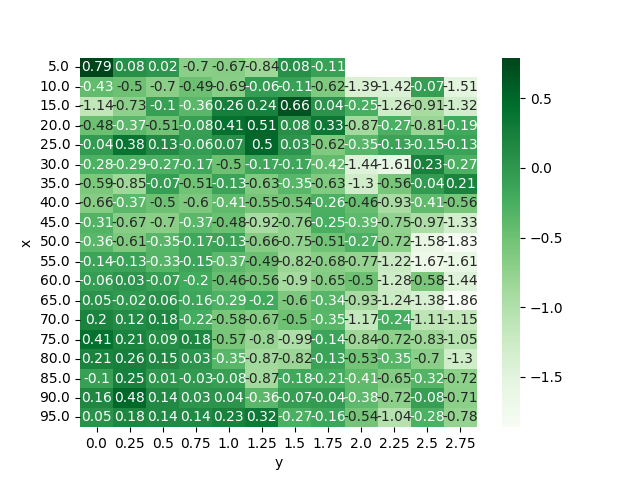 5.0 0.79 0.08 0.02 -0.7 -0.67 -0.84 0.08 -0.11
10.0 -0.43 -0.5 -0.7 -0.49 -0.69 -0.06 -0.11 -0.62 -1.39 -1.42 -0.07 -1.51
15.0 -1.14 -0.73 -0.1 -0.36 0.26 0.24 0.66 0.04 -0.25 -1.26 -0.91 -1.32
20.0 -0.48 -0.37 -0.51 -0.08 0.41 0.51 0.08 0.33 -0.87 -0.27 -0.81 -0.19
25.0 -0.04 0.38 0.13 -0.06 0.07 0.5 0.03 -0.62 -0.35 -0.13 -0.15 -0.13
30.0 -0.28 -0.29 -0.27 -0.17 -0.5 -0.17 -0.17 -0.42 -1.44 -1.61 0.23 -0.27
35.0 -0.59 -0.85 -0.07 -0.51 -0.13 -0.63 -0.35 -0.63 -1.3 -0.56 -0.04 0.21
40.0 -0.66 -0.37 -0.5 -0.6 -0.41 -0.55 -0.54 -0.26 -0.46 -0.93 -0.41 -0.56
45.0 -0.31 -0.67 -0.7 -0.37 -0.48 -0.92 -0.76 -0.25 -0.39 -0.75 -0.97 -1.33
50.0 -0.36 -0.61 -0.35 -0.17 -0.13 -0.66 -0.75 -0.51 -0.27 -0.72 -1.58 -1.83
55.0 -0.14 -0.13 -0.33 -0.15 -0.37 -0.49 -0.82 -0.68 -0.77 -1.22 -1.67 -1.61
60.0 -0.06 0.03 -0.07 -0.2 -0.46 -0.56 -0.9 -0.65 -0.5 -1.28 -0.58 -1.44
65.0 0.05 -0.02 0.06 -0.16 -0.29 -0.2 -0.6 -0.34 -0.93 -1.24 -1.38 -1.86
70.0 0.2 0.12 0.18 -0.22 -0.58 -0.67 -0.5 -0.35 -1.17 -0.24 -1.11 -1.15
75.0 0.41 0.21 0.09 0.18 -0.57 -0.8 -0.99 -0.14 -0.84 -0.72 -0.83 -1.05
80.0 0.21 0.26 0.15 0.03 -0.35 -0.87 -0.82 -0.13 -0.53 -0.35 -0.7 -1.3
85.0 -0.1 0.25 0.01 -0.03 -0.08 -0.87 -0.18 -0.21 -0.41 -0.65 -0.32 -0.72
90.0 0.16 0.48 0.14 0.03 0.04 -0.36 -0.07 -0.04 -0.38 -0.72 -0.08 -0.71
95.0 0.05 0.18 0.14 0.14 0.23 0.32 -0.27 -0.16 -0.54 -1.04 -0.28 -0.78
0.0 0.25 0.5 0.75 1.0 1.25 1.5 1.75 2.0 2.25 2.5 2.75
y
x
0.5
0.0
−0.5
−1.0
−1.5